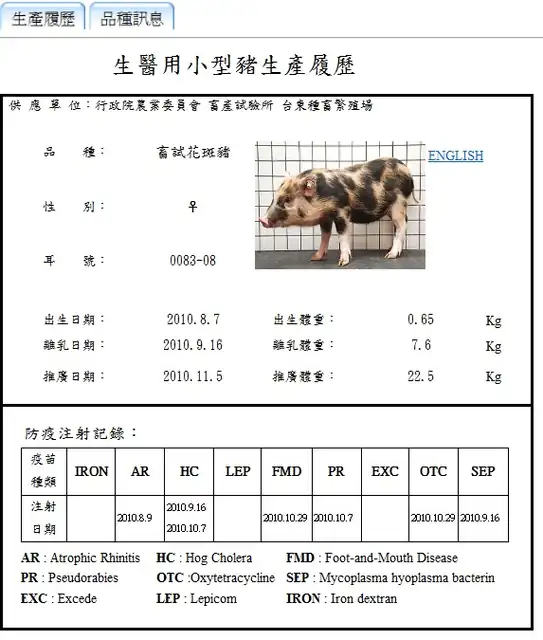 生產履歷 品種訊息
生醫用小型豬生產履歷
供 應 單 位：行政院農業委員會 畜產試驗所 台東種畜繁殖場
品 種： 畜試花斑豬
ENGLISH
性 別： ♀
耳 號： 0083-08
出生日期： 2010.8.7 出生體重： 0.65 Kg
離乳日期： 2010.9.16 離乳體重： 7.6 Kg
推廣日期： 2010.11.5 推廣體重： 22.5 Kg
防疫注射記錄：
疫苗種類 IRON AR HC LEP FMD PR EXC OTC SEP
注射日期 2010.8.9 2010.9.16 2010.10.7 2010.10.29 2010.10.7 2010.10.29 2010.9.16
AR : Atrophic Rhinitis HC : Hog Cholera FMD : Foot-and-Mouth Disease
PR : Pseudorabies OTC :Oxytetracycline SEP : Mycoplasma hyoplasma bacterin
EXC : Excede LEP : Lepicom IRON : Iron dextran